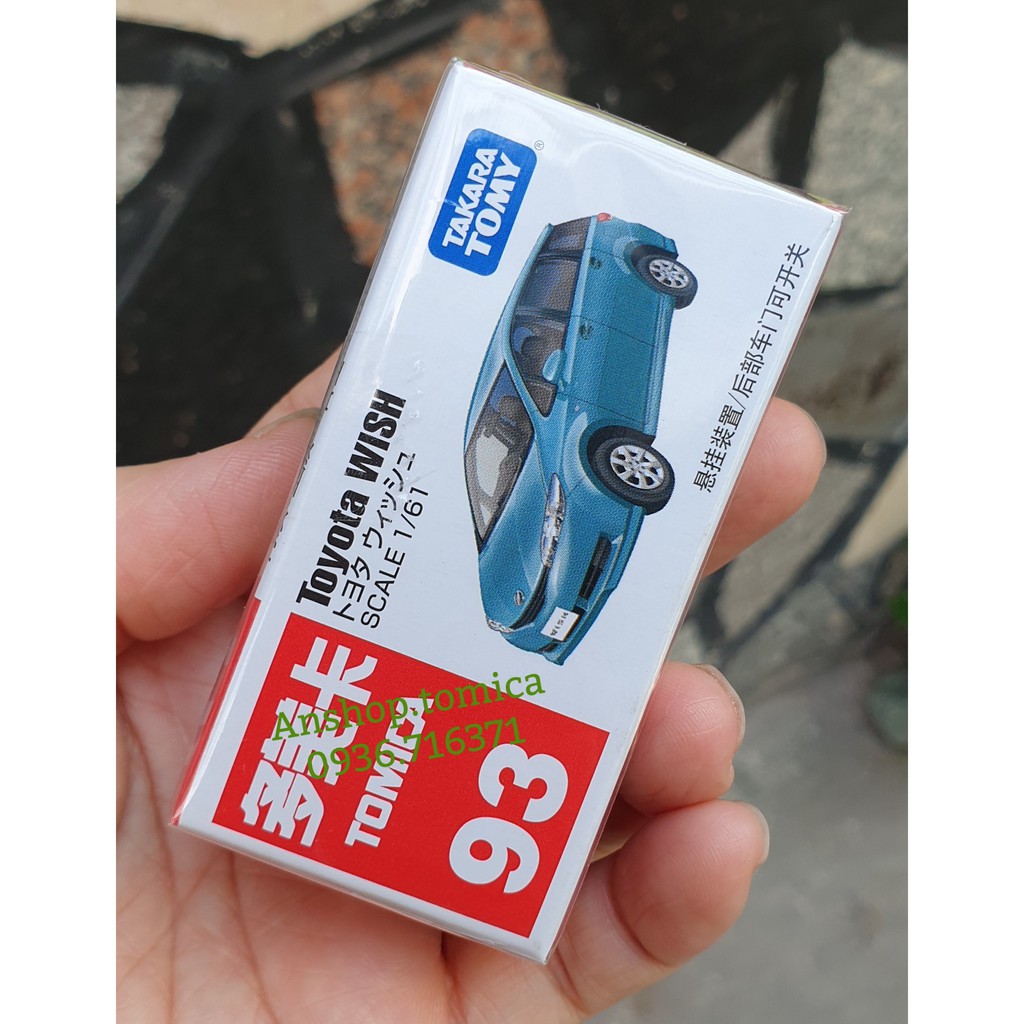 TAKARA
TOMY
®
Toyota WISH
トヨタ ウィッシュ
SCALE 1/61
WISH
悬挂装置/后部车门可开关
多美卡
TOMICA
93
Anshop.tomica
0936.716371